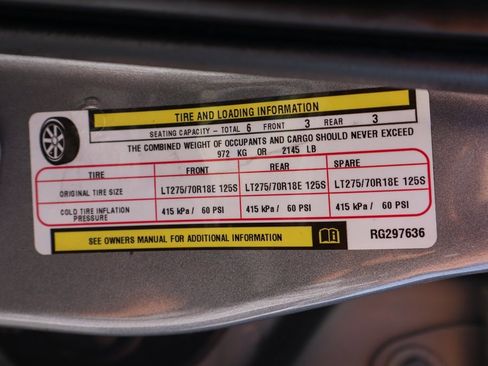 TIRE AND LOADING INFORMATION
SEATING CAPACITY - TOTAL 6 FRONT 3 REAR 3
THE COMBINED WEIGHT OF OCCUPANTS AND CARGO SHOULD NEVER EXCEED
972 KG OR 2145 LB
TIRE FRONT REAR SPARE
ORIGINAL TIRE SIZE LT275/70R18E 125S LT275/70R18E 125S LT275/70R18E 125S
COLD TIRE INFLATION PRESSURE 415 kPa / 60 PSI 415 kPa / 60 PSI 415 kPa / 60 PSI
SEE OWNERS MANUAL FOR ADDITIONAL INFORMATION RG297636